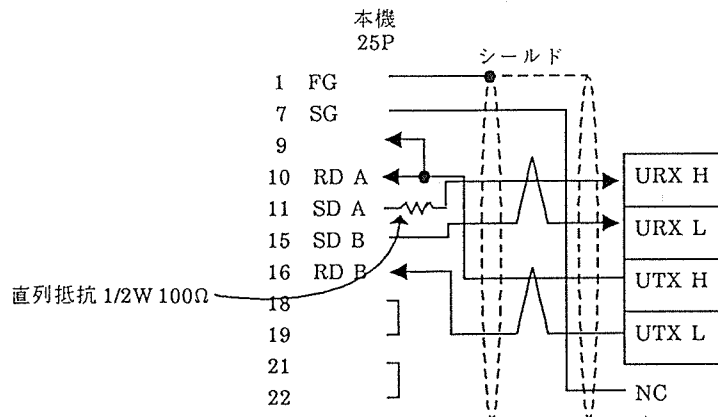 本機
25P
シールド
1 FG
7 SG
9
10 RD A
11 SD A
15 SD B
16 RD B
直列抵抗 1/2W 100Ω
18
19
21
22
URX H
URX L
UTX H
UTX L
NC